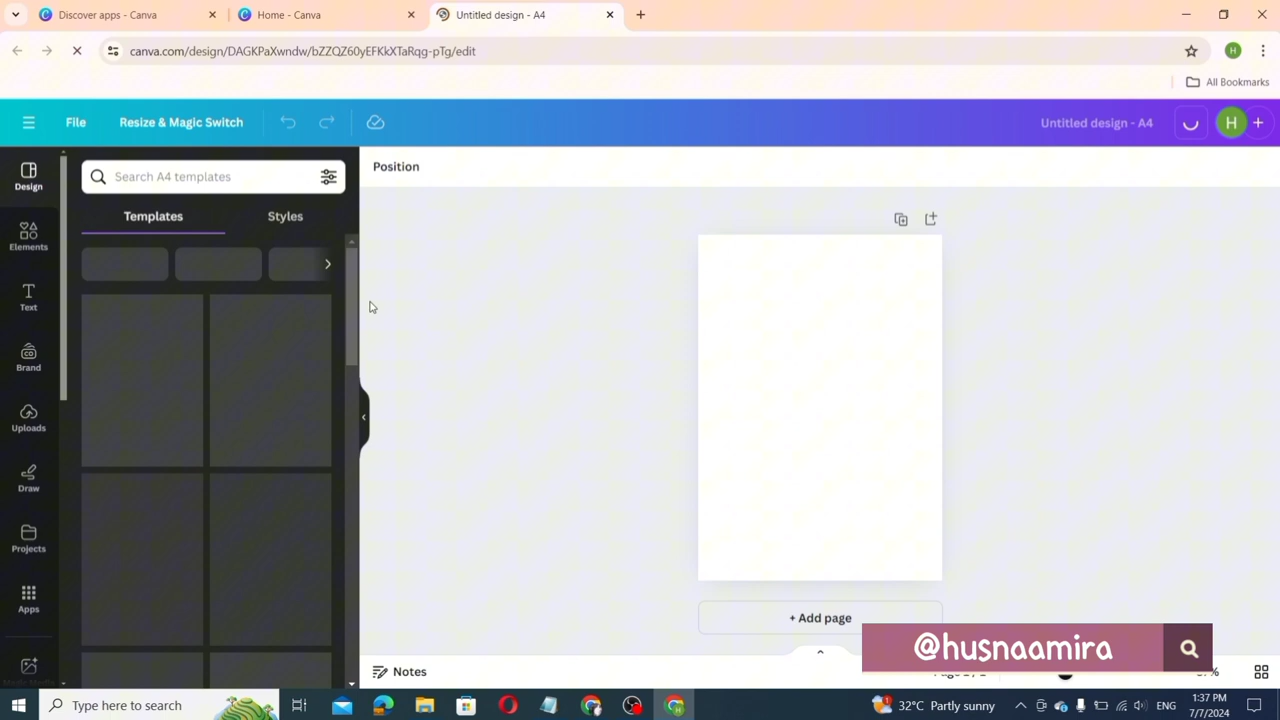 Discover apps - Canva
Home - Canva
Untitled design - A4
canva.com/design/DAGKPaXwndw/bZZQZ60yEFKkXTaRqg-pTg/edit
H
All Bookmarks
File
Resize & Magic Switch
Untitled design - A4
H
Design
Search A4 templates
Position
Templates
Styles
Elements
Text
Brand
Uploads
Draw
Projects
Apps
+ Add page
@husnaamira
Notes
Type here to search
32°C Partly sunny
ENG
1:37 PM
7/7/2024